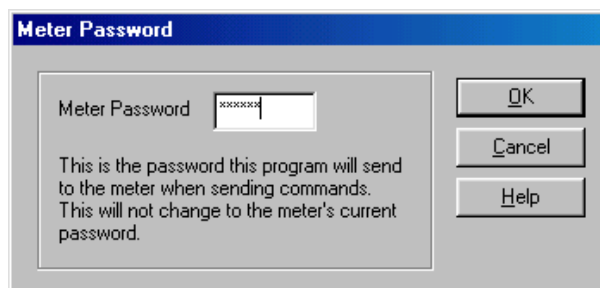 Meter Password
Meter Password xxxxxx
OK
Cancel
Help
This is the password this program will send
to the meter when sending commands.
This will not change to the meter's current
password.